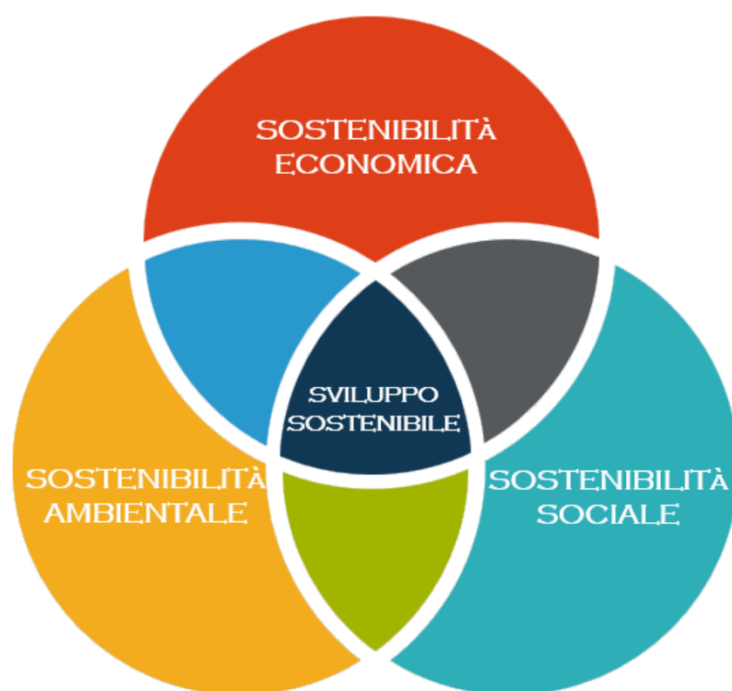 SOSTENIBILITÀ
ECONOMICA
SVILUPPO
SOSTENIBILE
SOSTENIBILITÀ
AMBIENTALE
SOSTENIBILITÀ
SOCIALE